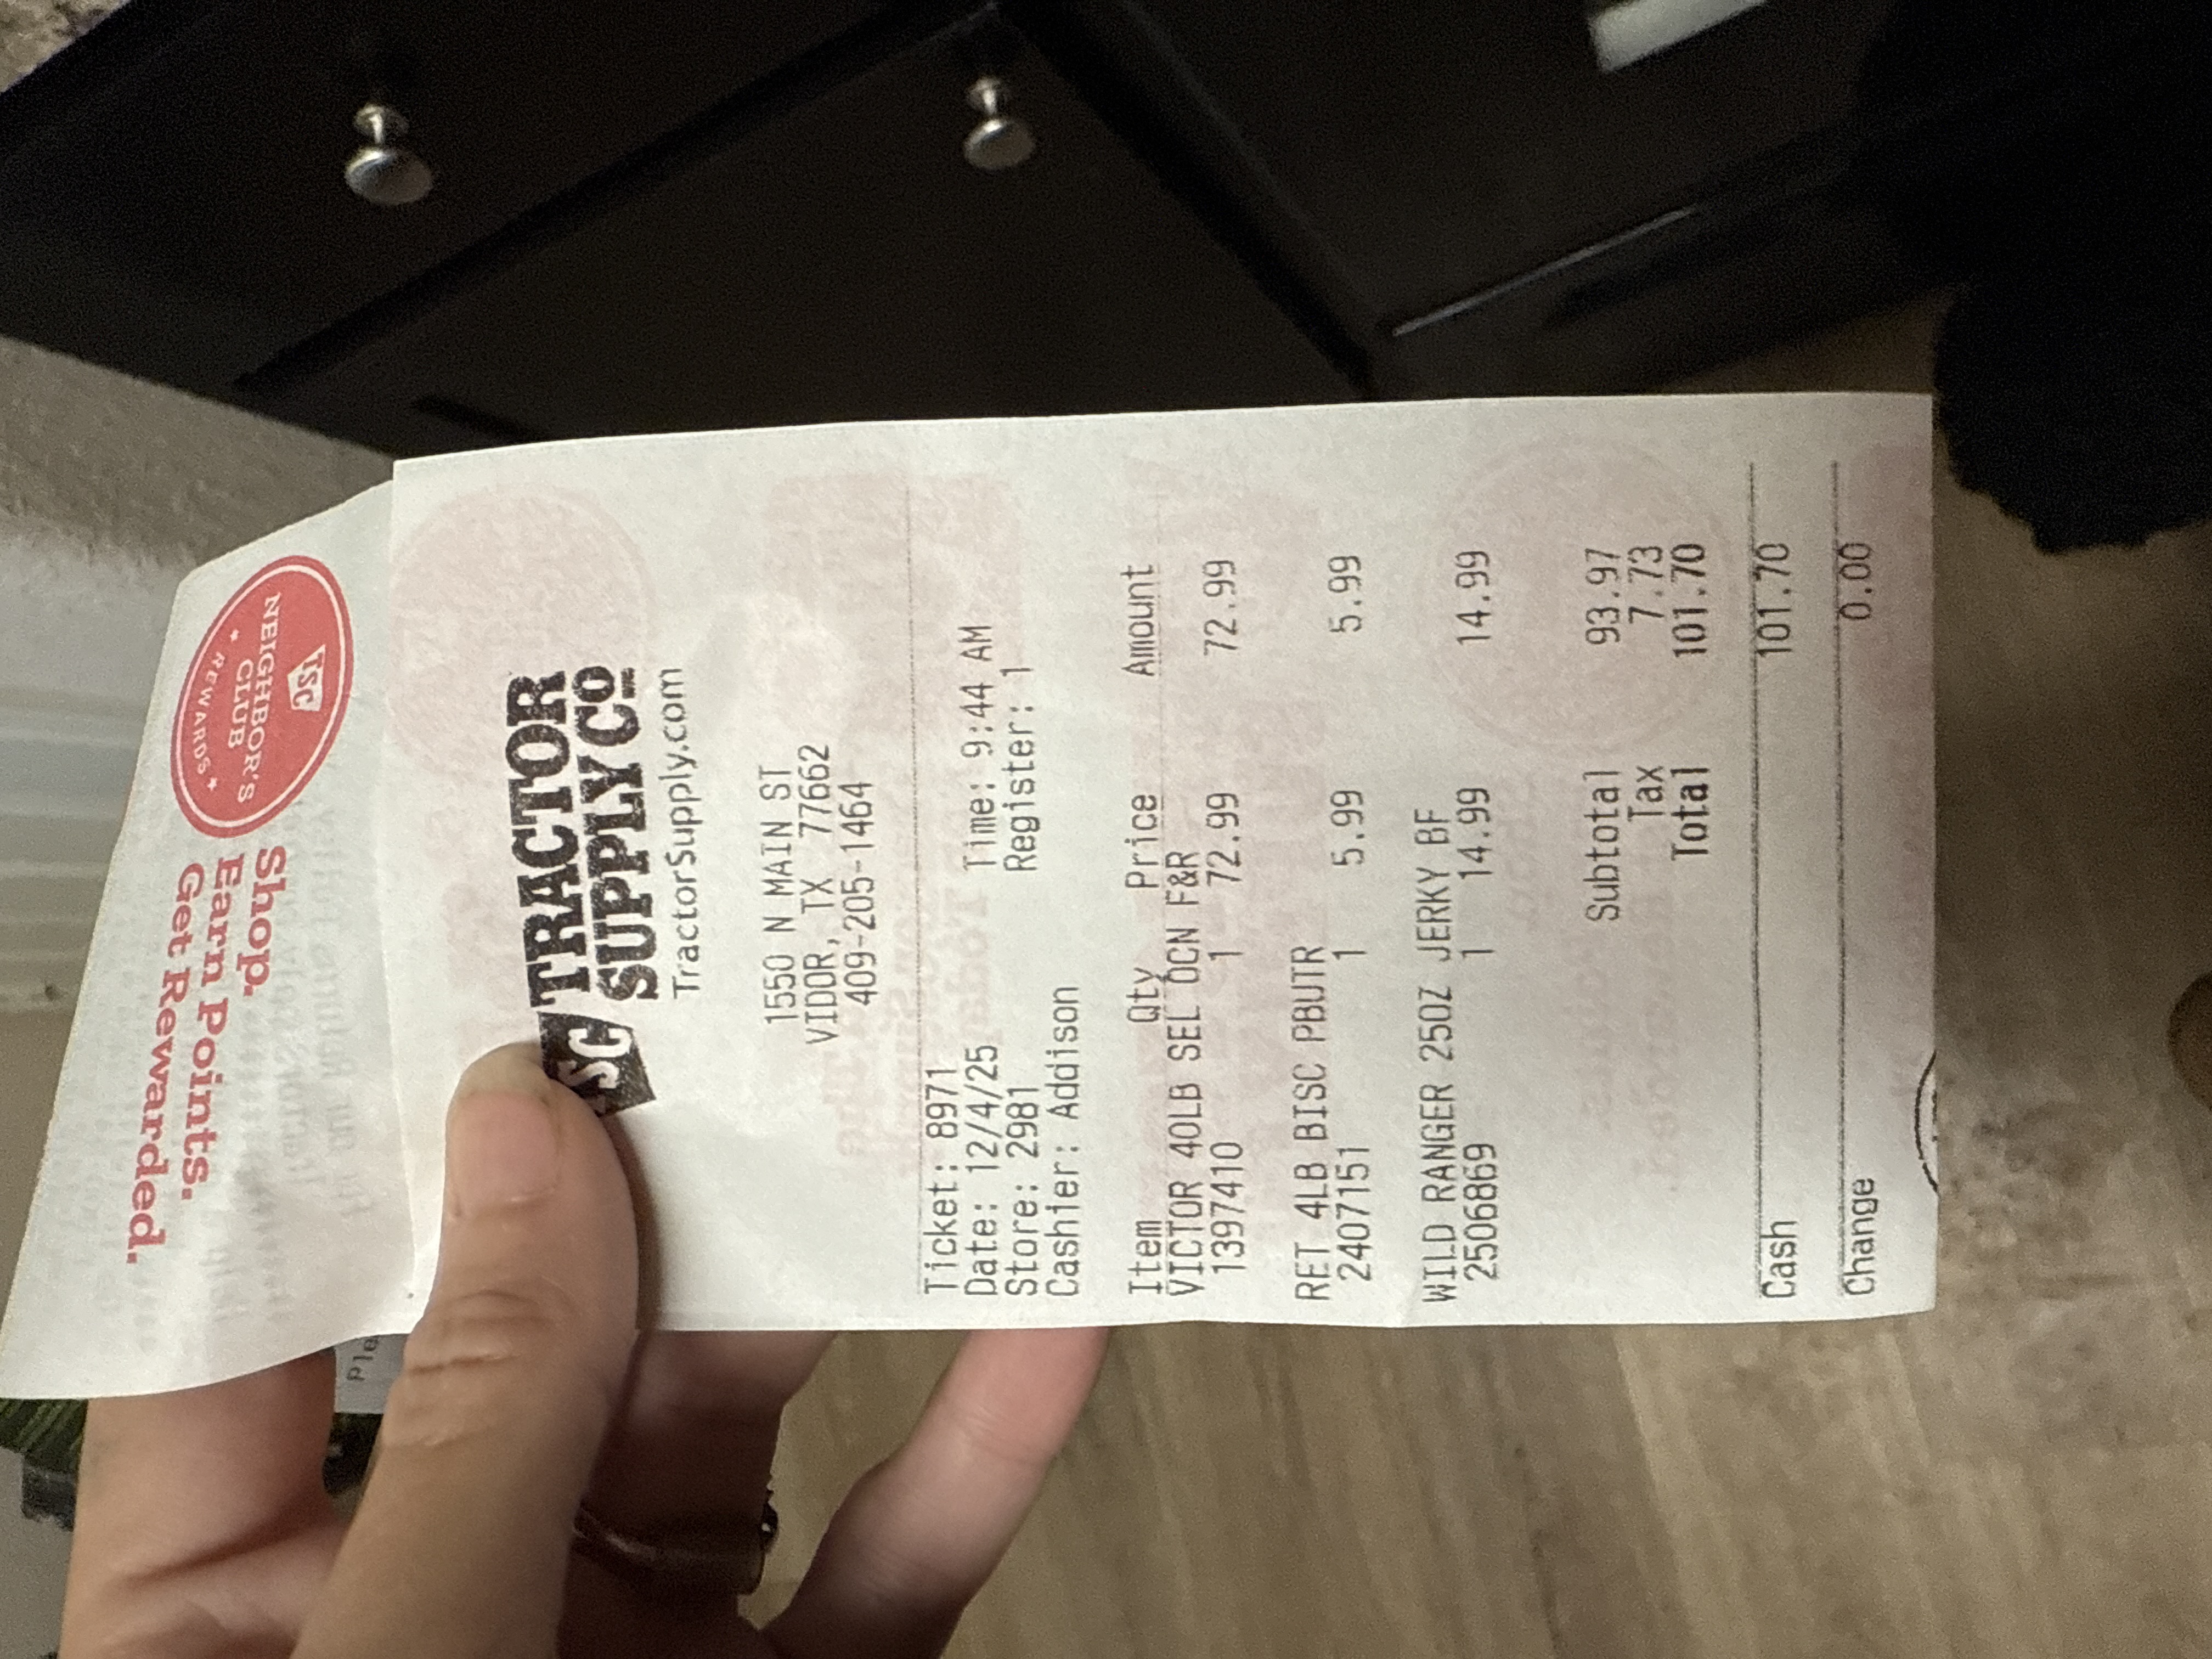 Shop.
Earn Points.
Get Rewarded.
TSC
NEIGHBOR'S
CLUB
REWARDS
TRACTOR
SUPPLY CO
TractorSupply.com
1550 N MAIN ST
VIDOR, TX 77662
409-205-1464
Ticket: 8971
Date: 12/4/25 Time: 9:44 AM
Store: 2981 Register: 1
Cashier: Addison
Item Qty Price Amount
VICTOR 40LB SEL OCN F&R
1397410 1 72.99 72.99
RET 4LB BISC PBUTR
2407151 1 5.99 5.99
WILD RANGER 25OZ JERKY BF
2506869 1 14.99 14.99
Subtotal 93.97
Tax 7.73
Total 101.70
Cash 101.70
Change 0.00